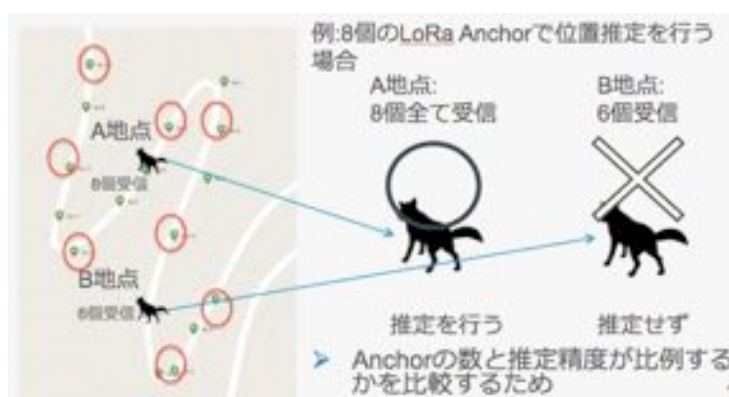 例:8個のLoRa Anchorで位置推定を行う
場合
A地点:
8個全て受信
B地点:
6個受信
A地点
8個受信
B地点
6個受信
推定を行う
推定せず
➤ Anchorの数と推定精度が比例する
かを比較するため